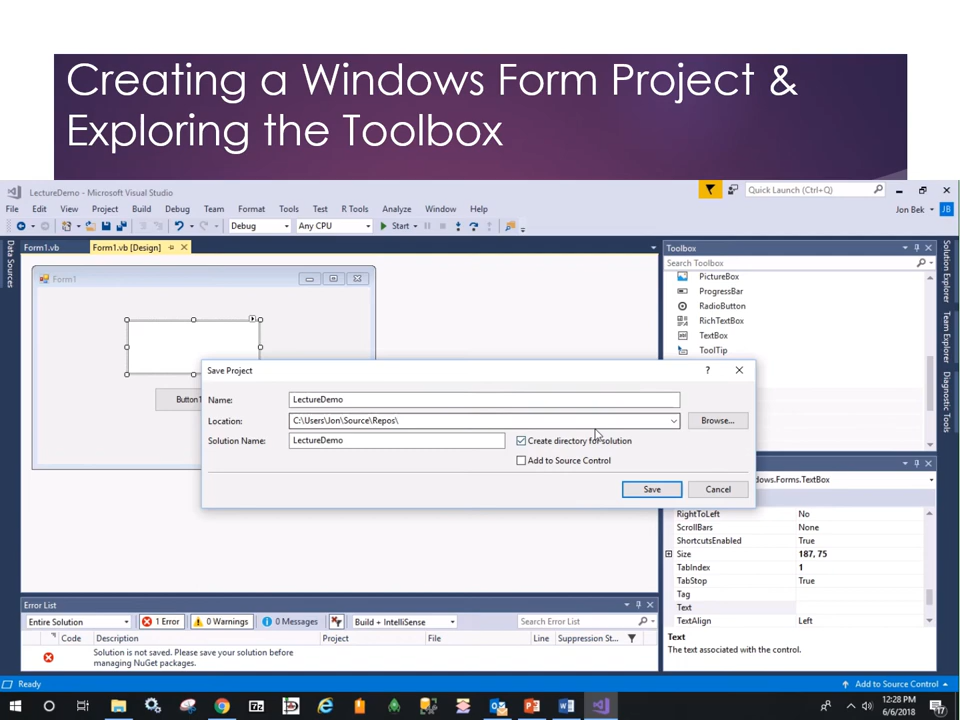 Creating a Windows Form Project &
Exploring the Toolbox
LectureDemo - Microsoft Visual Studio
Quick Launch (Ctrl+Q)
File Edit View Project Build Debug Team Format Tools Test R Tools Analyze Window Help
Jon Bek JB
Debug Any CPU Start
Data Sources
Form1.vb Form1.vb [Design]
Form1
Button1
Toolbox
Search Toolbox
PictureBox
ProgressBar
RadioButton
RichTextBox
TextBox
ToolTip
Solution Explorer
Team Explorer
Diagnostic Tools
Save Project
?
Name: LectureDemo
Location: C:\Users\Jon\Source\Repos\ Browse...
Solution Name: LectureDemo Create directory for solution
Add to Source Control
Save Cancel
dows.Forms.TextBox
RightToLeft No
ScrollBars None
ShortcutsEnabled True
Size 187, 75
TabIndex 1
TabStop True
Tag
Text
TextAlign Left
Text
The text associated with the control.
Error List
Entire Solution 1 Error 0 Warnings 0 Messages Build + IntelliSense Search Error List
Code Description Project File Line Suppression St...
Solution is not saved. Please save your solution before
managing NuGet packages.
Ready Add to Source Control
12:28 PM
6/6/2018
17